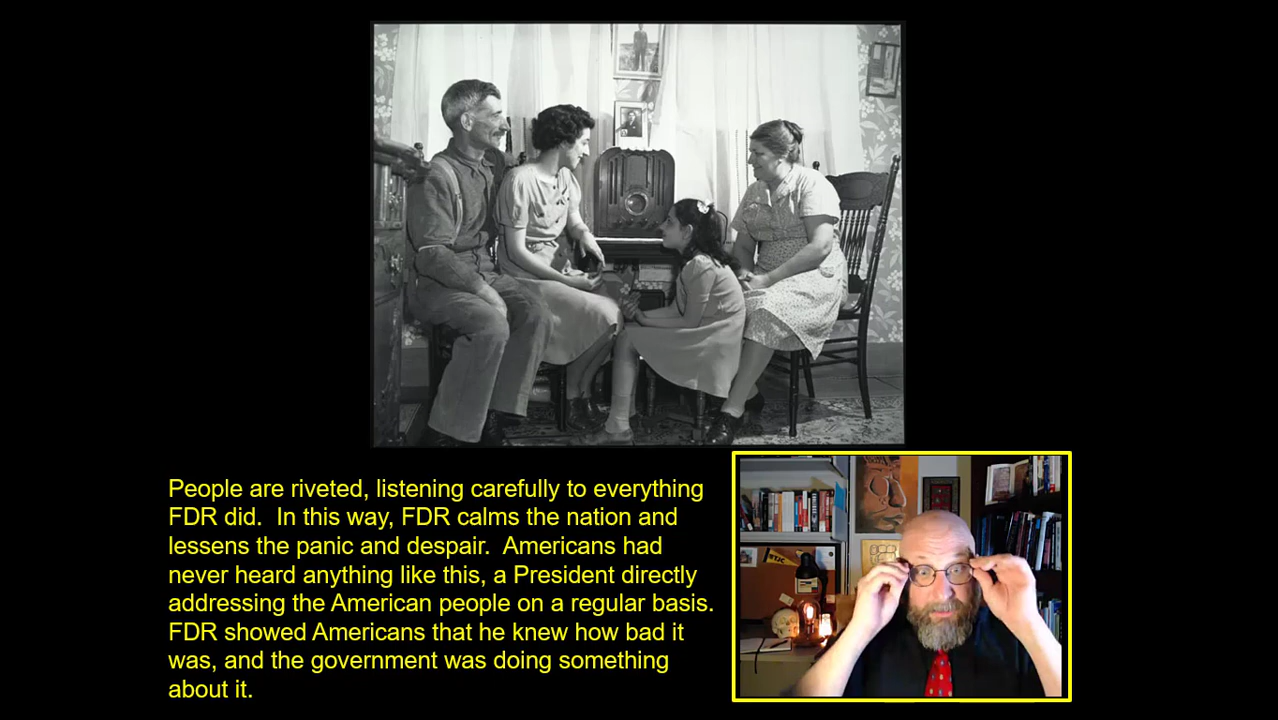 People are riveted, listening carefully to everything
FDR did.  In this way, FDR calms the nation and
lessens the panic and despair.  Americans had
never heard anything like this, a President directly
addressing the American people on a regular basis.
FDR showed Americans that he knew how bad it
was, and the government was doing something
about it.